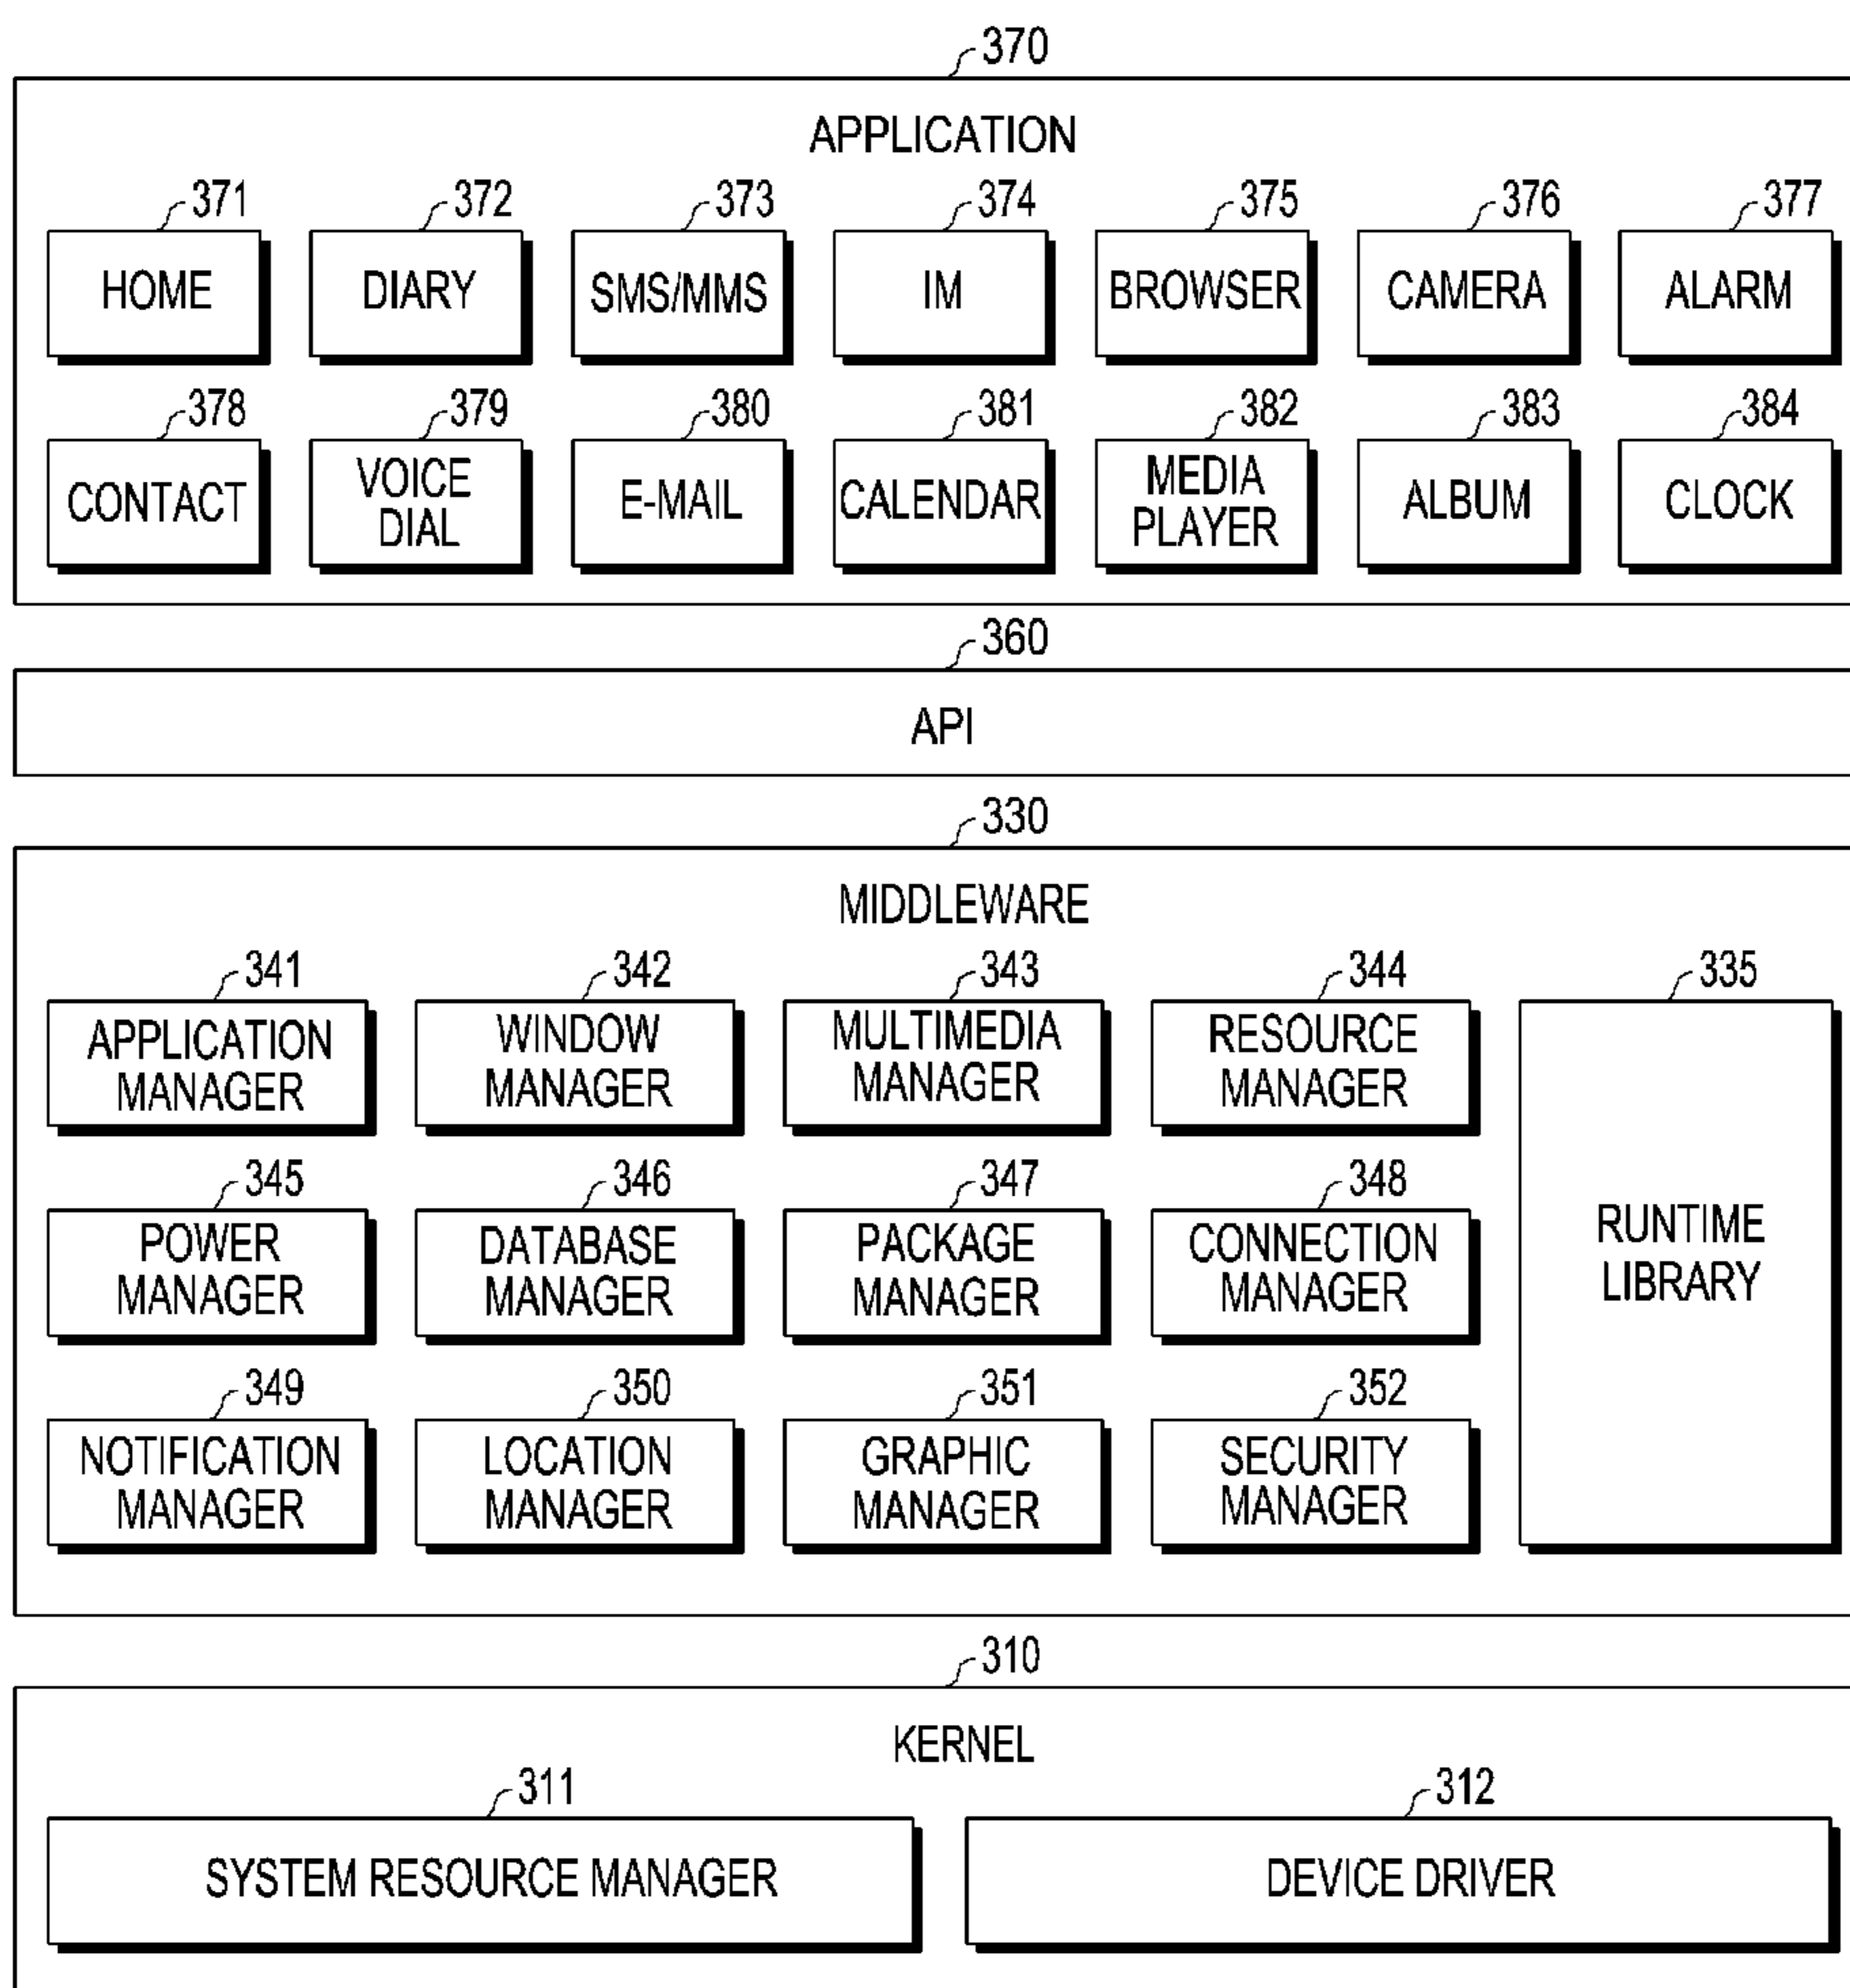 370
APPLICATION
371 372 373 374 375 376 377
HOME DIARY SMS/MMS IM BROWSER CAMERA ALARM
378 379 380 381 382 383 384
CONTACT
VOICE
DIAL
E-MAIL
CALENDAR
MEDIA
PLAYER
ALBUM
CLOCK
360
API
330
MIDDLEWARE
341 342 343 344 335
APPLICATION
MANAGER
WINDOW
MANAGER
MULTIMEDIA
MANAGER
RESOURCE
MANAGER
RUNTIME
LIBRARY
345 346 347 348
POWER
MANAGER
DATABASE
MANAGER
PACKAGE
MANAGER
CONNECTION
MANAGER
349 350 351 352
NOTIFICATION
MANAGER
LOCATION
MANAGER
GRAPHIC
MANAGER
SECURITY
MANAGER
310
KERNEL
311 312
SYSTEM RESOURCE MANAGER
DEVICE DRIVER